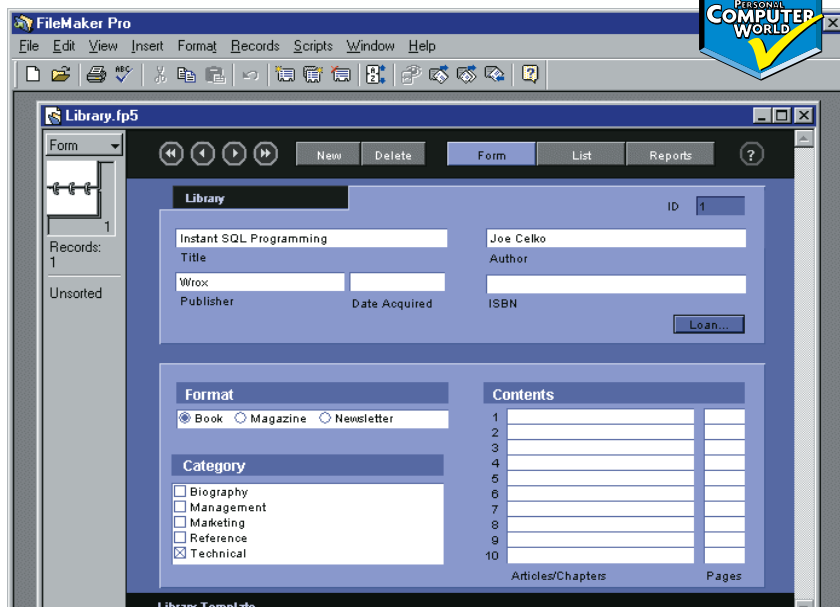 FileMaker Pro
PERSONAL
COMPUTER
WORLD
File Edit View Insert Format Records Scripts Window Help
ABC
Library.fp5
Form
New Delete Form List Reports ?
1
Records:
1
Unsorted
Library
ID 1
Instant SQL Programming
Title
Joe Celko
Author
Wrox
Publisher
Date Acquired
ISBN
Loan...
Format
Book Magazine Newsletter
Category
Biography
Management
Marketing
Reference
Technical
Contents
1
2
3
4
5
6
7
8
9
10
Articles/Chapters Pages
Library Template